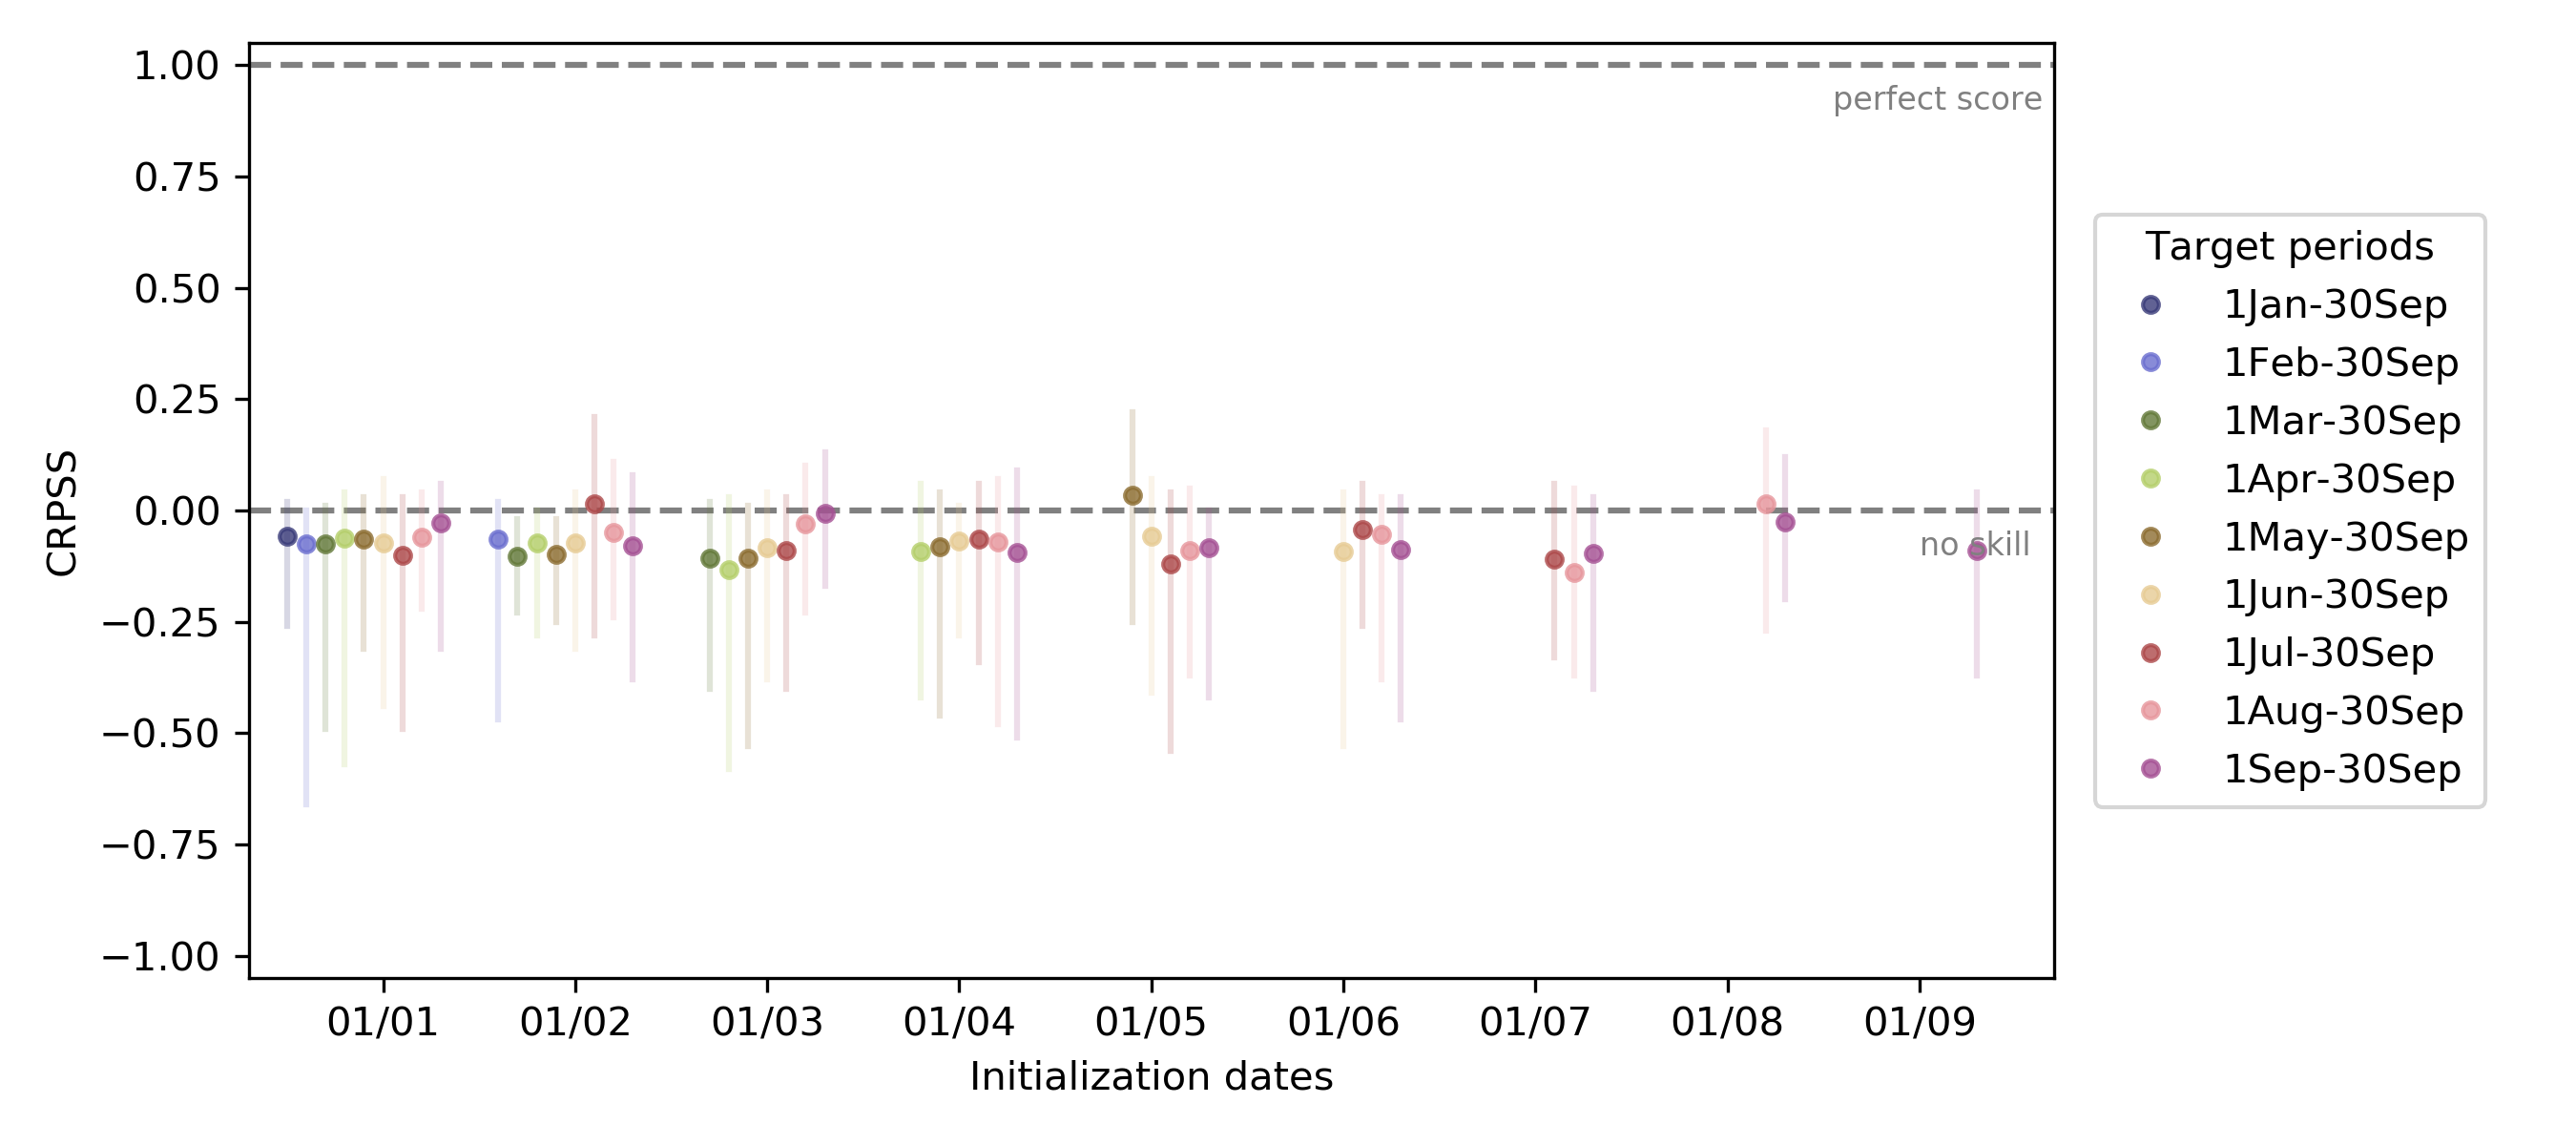 1.00
perfect score
0.75
0.50
0.25
0.00
no skill
−0.25
−0.50
−0.75
−1.00
CRPSS
01/01 01/02 01/03 01/04 01/05 01/06 01/07 01/08 01/09
Initialization dates
Target periods
1Jan-30Sep
1Feb-30Sep
1Mar-30Sep
1Apr-30Sep
1May-30Sep
1Jun-30Sep
1Jul-30Sep
1Aug-30Sep
1Sep-30Sep